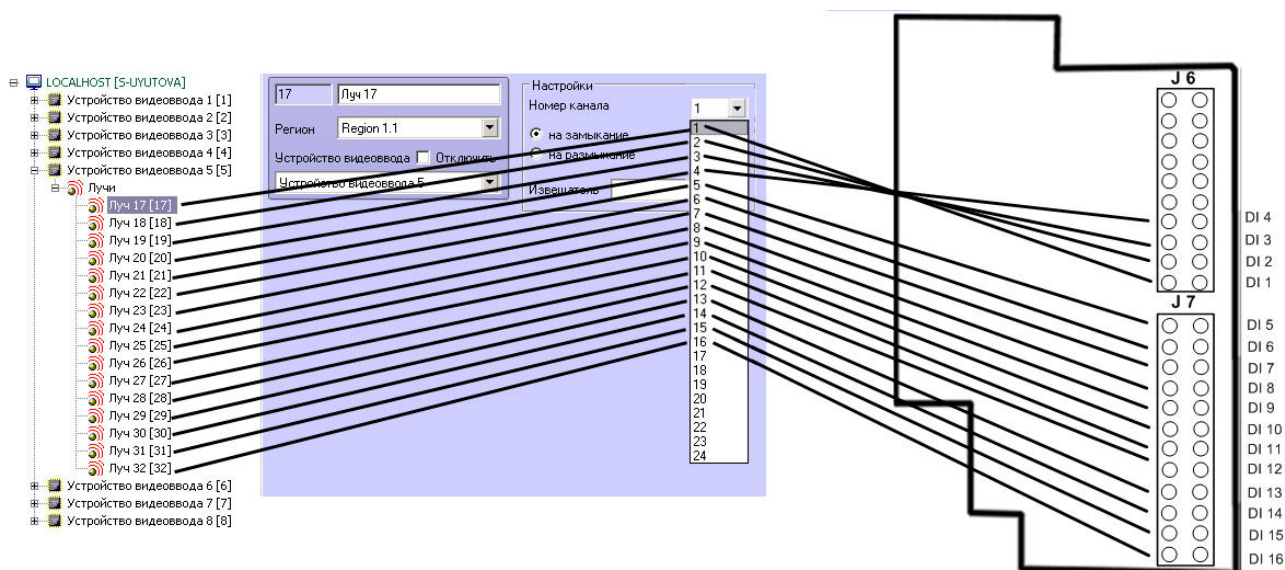 LOCALHOST [S-UYUTOVA]
Устройство видеоввода 1 [1]
Устройство видеоввода 2 [2]
Устройство видеоввода 3 [3]
Устройство видеоввода 4 [4]
Устройство видеоввода 5 [5]
Лучи
Луч 17 [17]
Луч 18 [18]
Луч 19 [19]
Луч 20 [20]
Луч 21 [21]
Луч 22 [22]
Луч 23 [23]
Луч 24 [24]
Луч 25 [25]
Луч 26 [26]
Луч 27 [27]
Луч 28 [28]
Луч 29 [29]
Луч 30 [30]
Луч 31 [31]
Луч 32 [32]
Устройство видеоввода 6 [6]
Устройство видеоввода 7 [7]
Устройство видеоввода 8 [8]
17 Луч 17
Регион Region 1.1
Устройство видеоввода Отключить
Устройство видеоввода 5
Настройки
Номер канала 1
на замыкание
на размыкание
Извещатель
1
2
3
4
5
6
7
8
9
10
11
12
13
14
15
16
17
18
19
20
21
22
23
24
J 6
DI 4
DI 3
DI 2
DI 1
J 7
DI 5
DI 6
DI 7
DI 8
DI 9
DI 10
DI 11
DI 12
DI 13
DI 14
DI 15
DI 16